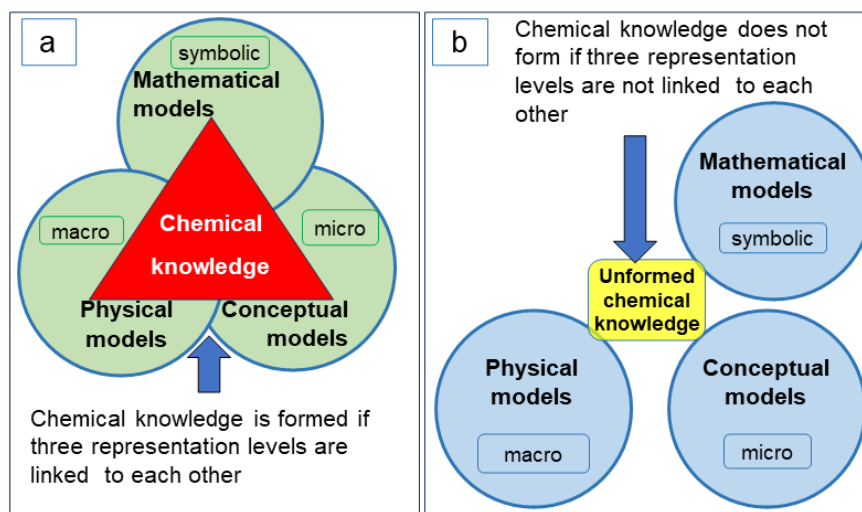 a
symbolic
Mathematical
models
macro
micro
Chemical
knowledge
Physical
models
Conceptual
models
Chemical knowledge is formed if
three representation levels are
linked to each other
b
Chemical knowledge does not
form if three representation
levels are not linked to each
other
Mathematical
models
symbolic
Unformed
chemical
knowledge
Physical
models
macro
Conceptual
models
micro